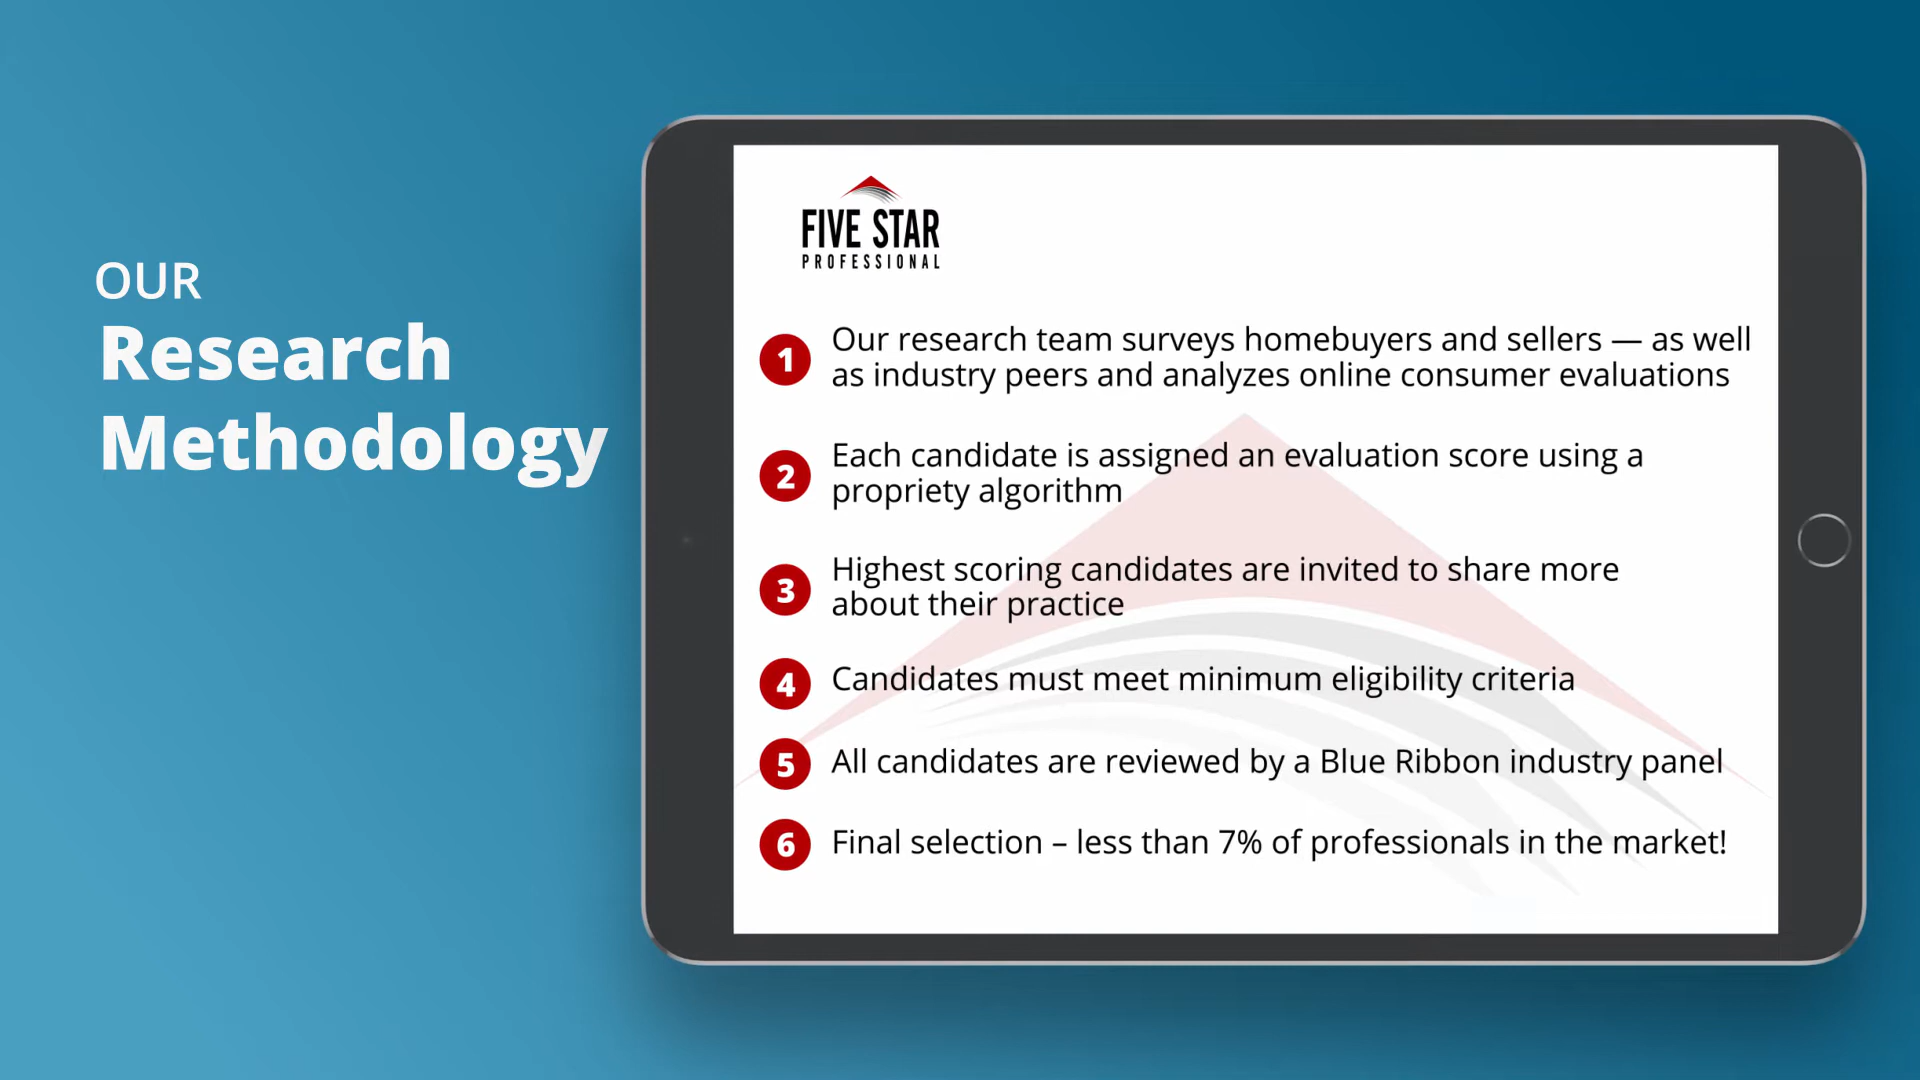 OUR
Research
Methodology
FIVE STAR
PROFESSIONAL
1 Our research team surveys homebuyers and sellers — as well
as industry peers and analyzes online consumer evaluations
2 Each candidate is assigned an evaluation score using a
propriety algorithm
3 Highest scoring candidates are invited to share more
about their practice
4 Candidates must meet minimum eligibility criteria
5 All candidates are reviewed by a Blue Ribbon industry panel
6 Final selection – less than 7% of professionals in the market!